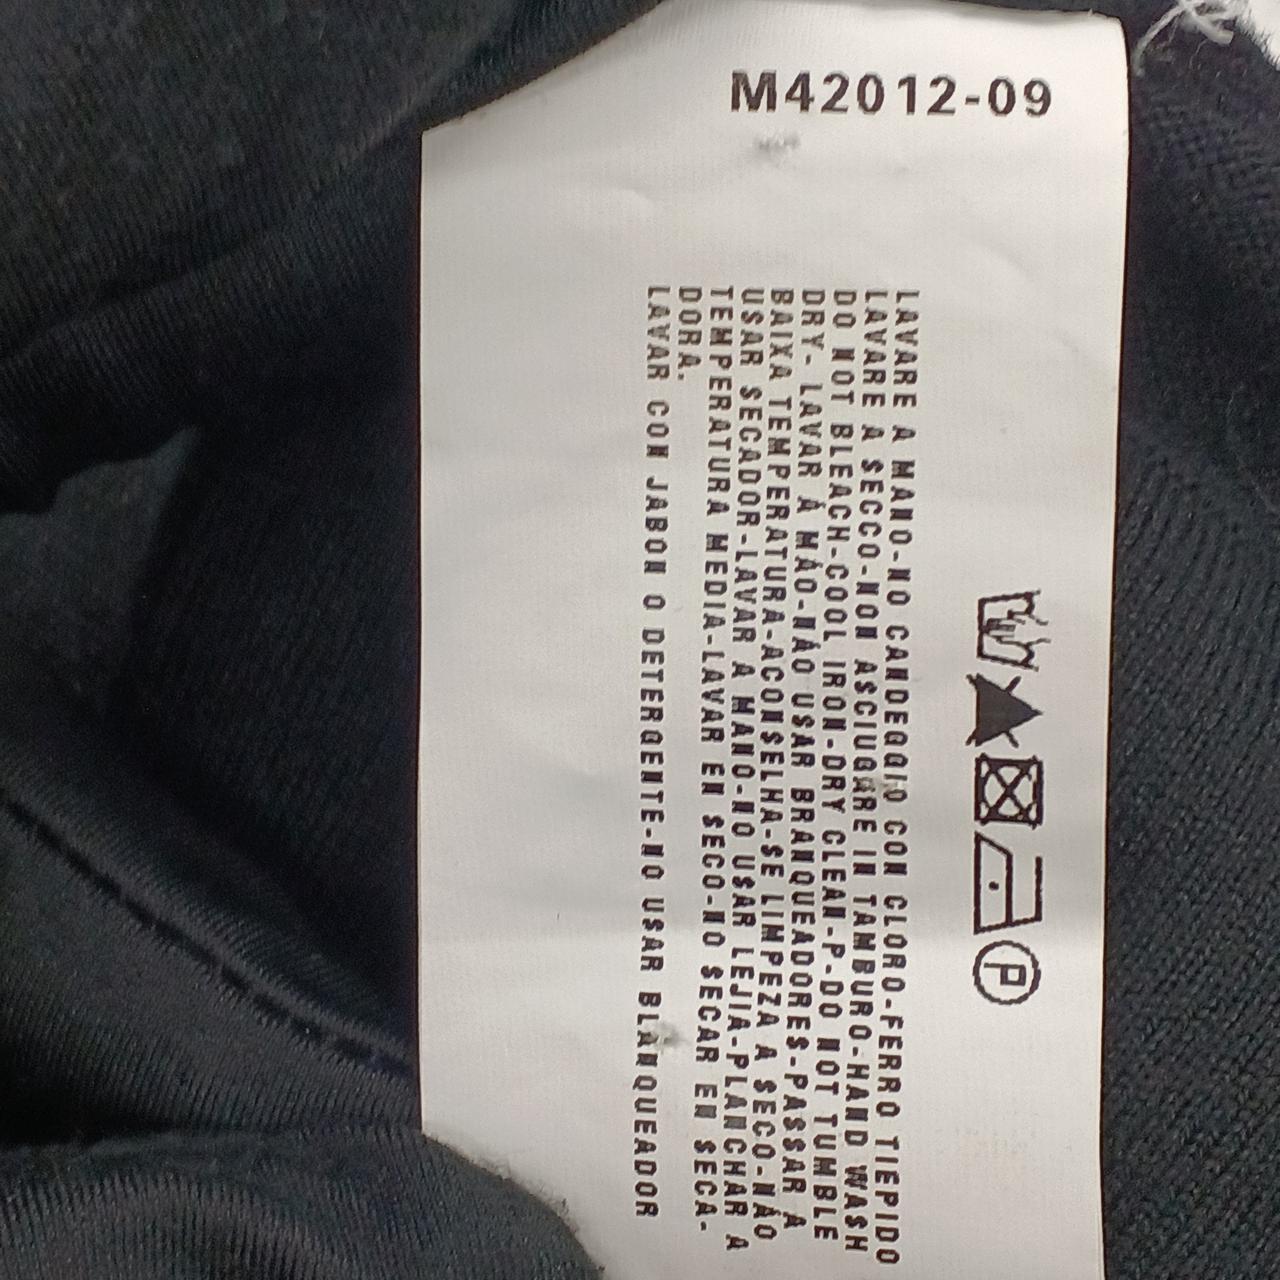 M42012-09
LAVARE A MANO-NO CANDEGGIO CON CLORO-FERRO TIEPIDO
LAVARE A SECCO-NON ASCIUGARE IN TAMBURO-HAND WASH
DO NOT BLEACH-COOL IRON-DRY CLEAN-P-DO NOT TUMBLE
DRY- LAVAR Á MÁO-NÁO USAR BRANQUEADORES-PASSAR A
BAIXA TEMPERATURA-ACONSELHA-SE LIMPEZA A SECO-NÁO
USAR SECADOR-LAVAR A MANO-NO USAR LEJIA-PLANCHAR A
TEMPERATURA MEDIA-LAVAR EN SECO-NO SECAR EN SECA-
DORA.
LAVAR CON JABON O DETERGENTE-NO USAR BLANQUEADOR
P